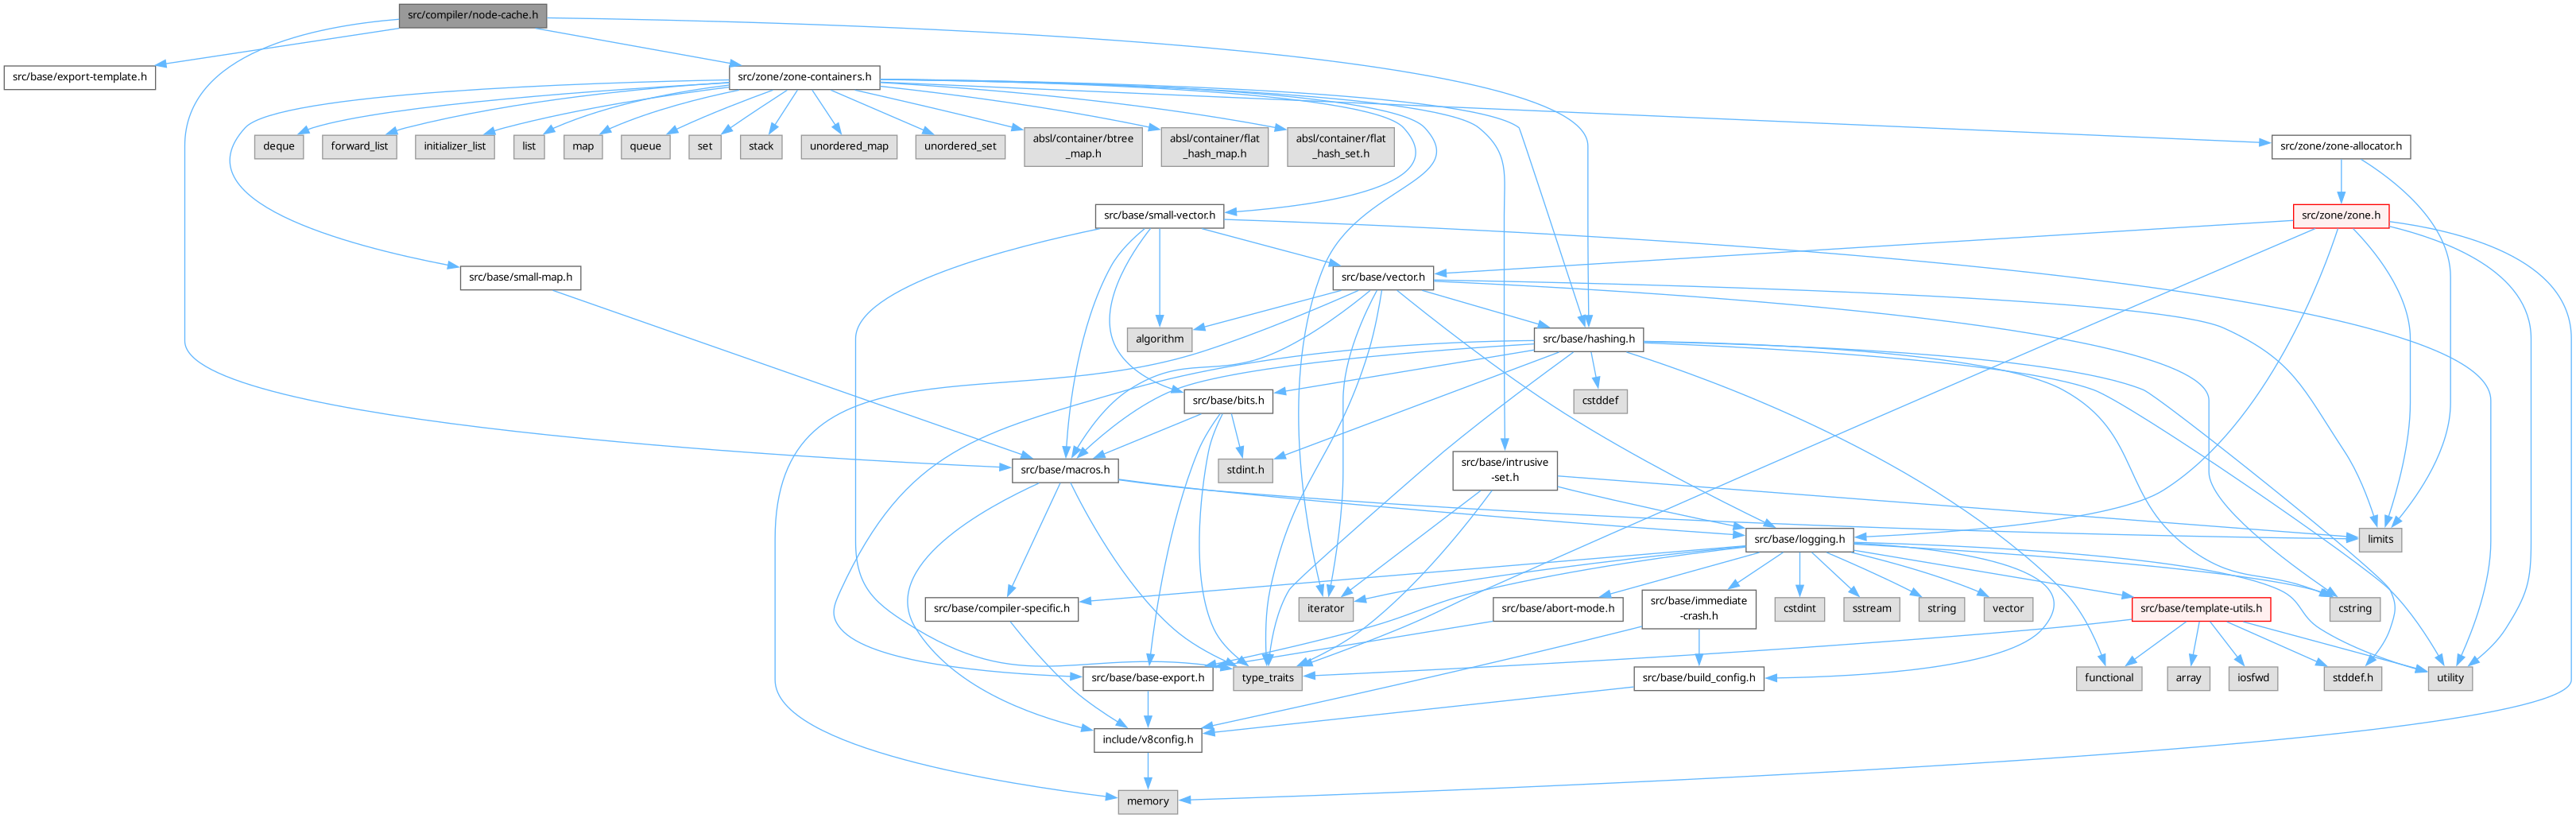 src/compiler/node-cache.h
src/base/export-template.h
src/zone/zone-containers.h
deque
forward_list
initializer_list
list
map
queue
set
stack
unordered_map
unordered_set
absl/container/btree
_map.h
absl/container/flat
_hash_map.h
absl/container/flat
_hash_set.h
src/zone/zone-allocator.h
src/base/small-vector.h
src/zone/zone.h
src/base/small-map.h
src/base/vector.h
algorithm
src/base/hashing.h
src/base/bits.h
cstddef
src/base/macros.h
stdint.h
src/base/intrusive
-set.h
src/base/logging.h
limits
src/base/compiler-specific.h
iterator
src/base/abort-mode.h
src/base/immediate
-crash.h
cstdint
sstream
string
vector
src/base/template-utils.h
cstring
src/base/base-export.h
type_traits
src/base/build_config.h
functional
array
iosfwd
stddef.h
utility
include/v8config.h
memory